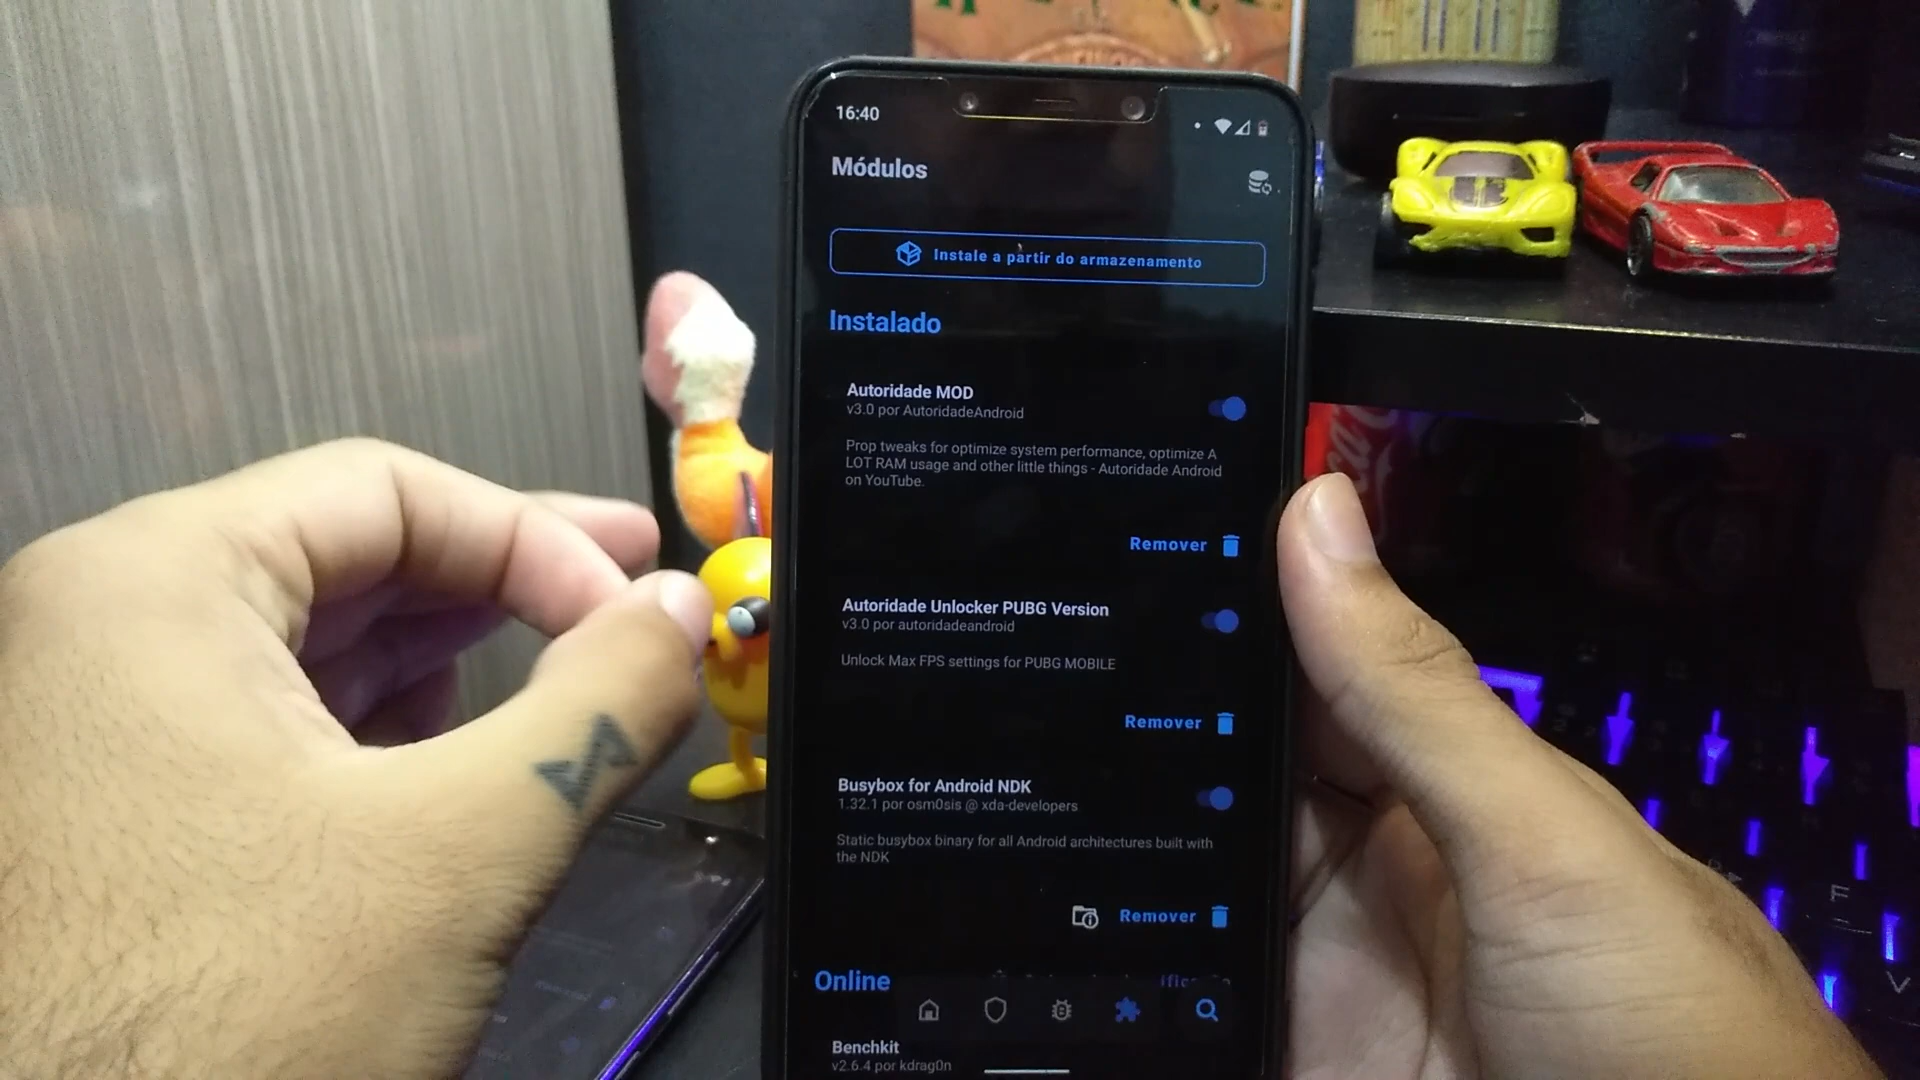 16:40
Módulos
Instale a partir do armazenamento
Instalado
Autoridade MOD
v3.0 por AutoridadeAndroid
Prop tweaks for optimize system performance, optimize A
LOT RAM usage and other little things - Autoridade Android
on YouTube.
Remover
Autoridade Unlocker PUBG Version
v3.0 por autoridadeandroid
Unlock Max FPS settings for PUBG MOBILE
Remover
Busybox for Android NDK
1.32.1 por osm0sis @ xda-developers
Static busybox binary for all Android architectures built with
the NDK
Remover
Online
Benchkit
v2.6.4 por kdrag0n
F
V